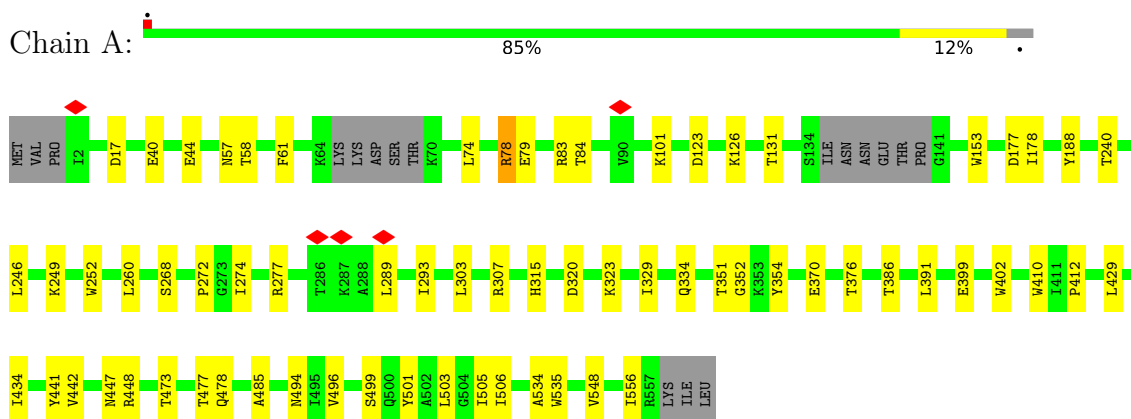 Chain A:
85% 12%
MET VAL PRO I2 D17 E40 E44 N57 T58 F61 K64 LYS LYS ASP SER THR K70 L74 R78 E79 R83 T84 V90 K101 D123 K126 T131 S134 ILE ASN ASN GLU THR PRO G141 W153 D177 I178 Y188 T240
L246 K249 W252 L260 S268 P272 G273 I274 R277 T286 K287 A288 L289 I293 L303 R307 H315 D320 K323 I329 Q334 T351 G352 K353 Y354 E370 T376 T386 L391 E399 W402 W410 I411 P412 L429
I434 Y441 V442 N447 R448 T473 T477 Q478 A485 N494 I495 V496 S499 Q500 Y501 A502 L503 G504 I505 I506 A534 W535 V548 I556 R557 LYS ILE LEU